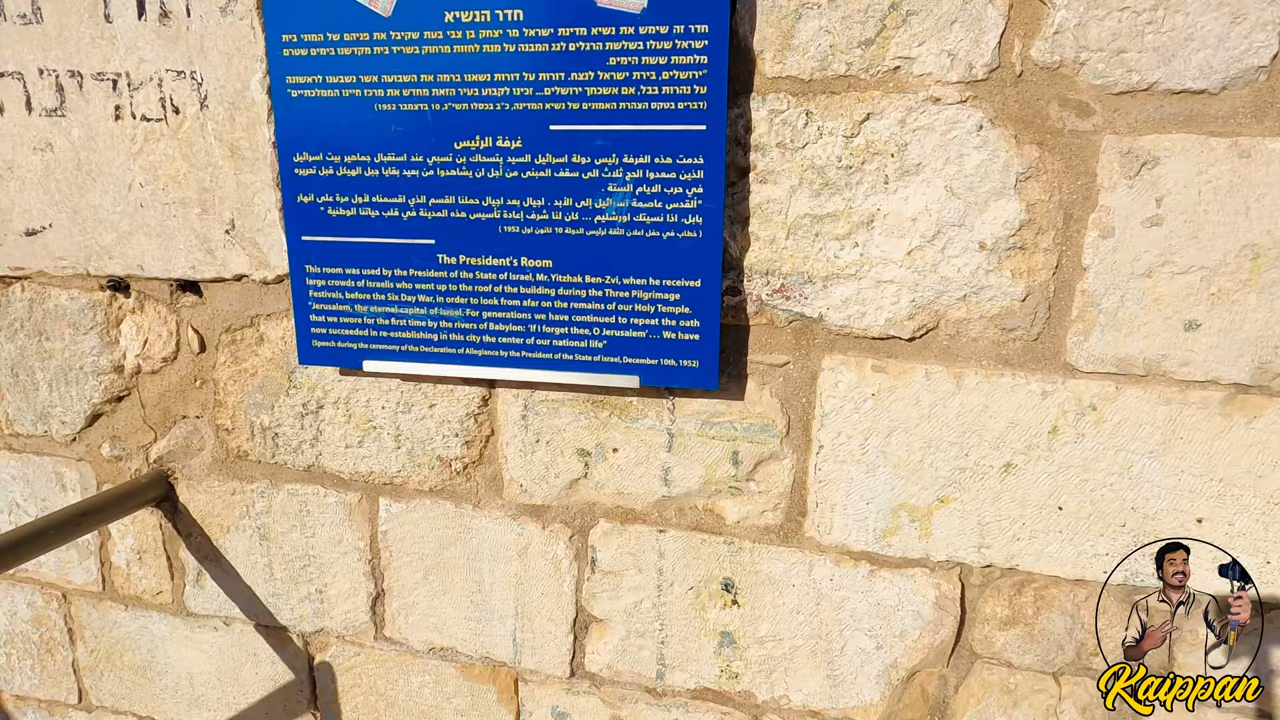 המדינה
חדר הנשיא
חדר זה שימש את נשיא מדינת ישראל מר יצחק בן צבי בעת שקיבל את פניהם של המוני בית
ישראל שעלו בשלשת הרגלים לגג המבנה על מנת לחזות מרחוק בשריד בית מקדשנו בימים שטרם
מלחמת ששת הימים.
"ירושלים, בירת ישראל לנצח. דורות על דורות נשאנו ברמה את השבועה אשר נשבענו לראשונה
על נהרות בבל, אם אשכחך ירושלים... זכינו לקבוע בעיר הזאת מחדש את מרכז חיינו הממלכתיים"
(דברים בטקס הצהרת האמונים של נשיא המדינה, כ"ב בכסלו תשי"ג, 10 בדצמבר 1952)
غرفة الرئيس
خدمت هذه الغرفة رئيس دولة اسرائيل السيد يتسحاك بن تسبي عند استقبال جماهير بيت اسرائيل
الذين صعدوا الحج ثلاث الى سقف المبنى من أجل ان يشاهدوا من بعيد بقايا جبل الهيكل قبل تحريره
في حرب الايام الستة .
"القدس عاصمة اسرائيل إلى الأبد . اجيال بعد اجيال حملنا القسم الذي اقسمناه لأول مرة على انهار
بابل، اذا نسيتك اورشليم ... كان لنا شرف إعادة تأسيس هذه المدينة في قلب حياتنا الوطنية "
( خطاب في حفل اعلان الثقة لرئيس الدولة 10 كانون اول 1952 )
The President's Room
This room was used by the President of the State of Israel, Mr. Yitzhak Ben-Zvi, when he received
large crowds of Israelis who went up to the roof of the building during the Three Pilgrimage
Festivals, before the Six Day War, in order to look from afar on the remains of our Holy Temple.
"Jerusalem, the eternal capital of Israel. For generations we have continued to repeat the oath
that we swore for the first time by the rivers of Babylon: 'If I forget thee, O Jerusalem' . . . We have
now succeeded in re-establishing in this city the center of our national life"
(Speech during the ceremony of the Declaration of Allegiance by the President of the State of Israel, December 10th, 1952)
Kaippan